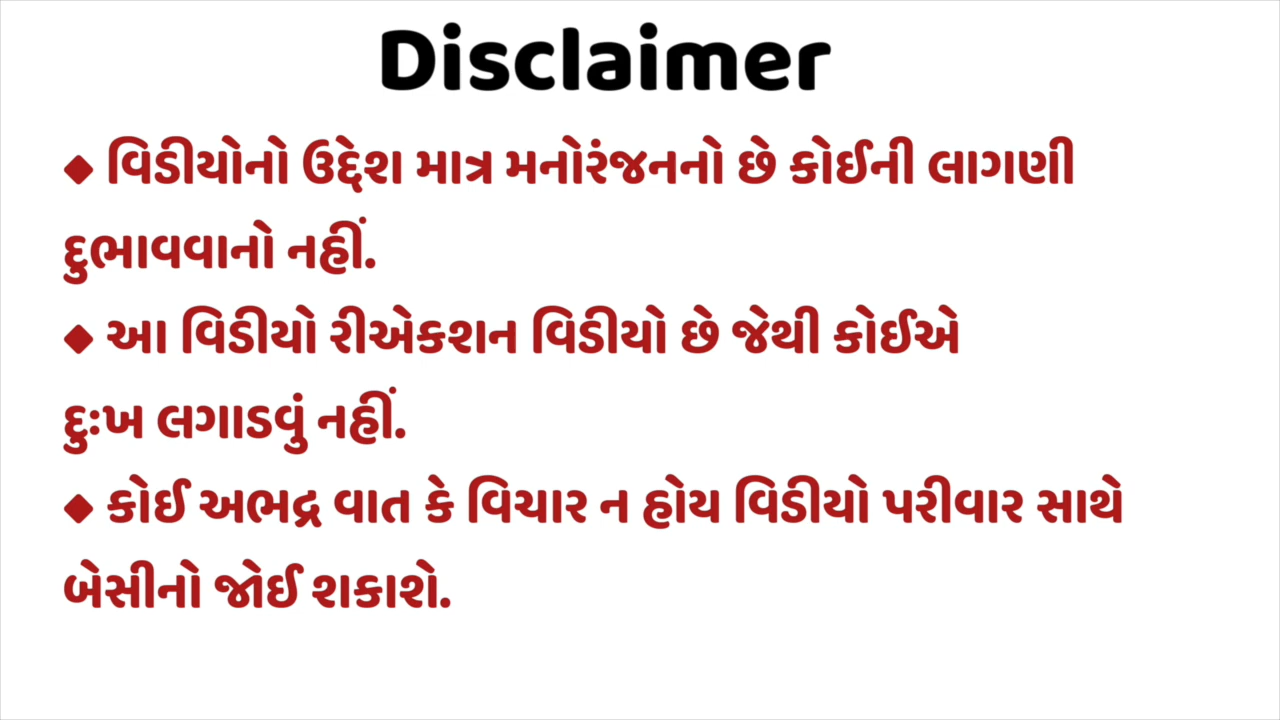 Disclaimer
◆ વિડીયોનો ઉદ્દેશ માત્ર મનોરંજનનો છે કોઈની લાગણી
દુભાવવાનો નહીં.
◆ આ વિડીયો રીએકશન વિડીયો છે જેથી કોઈએ
દુઃખ લગાડવું નહીં.
◆ કોઈ અભદ્ર વાત કે વિચાર ન હોય વિડીયો પરીવાર સાથે
બેસીનો જોઈ શકાશે.